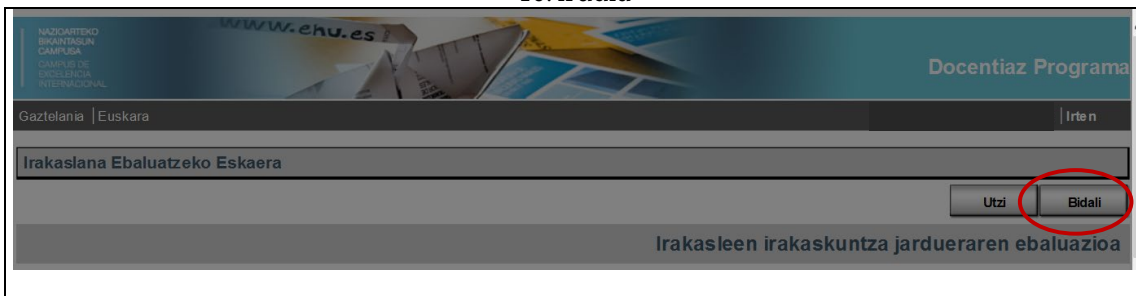 NAZIOARTEKO
BIKAINTASUN
CAMPUSA
CAMPUS DE
EXCELENCIA
INTERNACIONAL
www.ehu.es
Docentiaz Programa
Gaztelania | Euskara
| Irten
Irakaslana Ebaluatzeko Eskaera
Utzi
Bidali
Irakasleen irakaskuntza jardueraren ebaluazioa